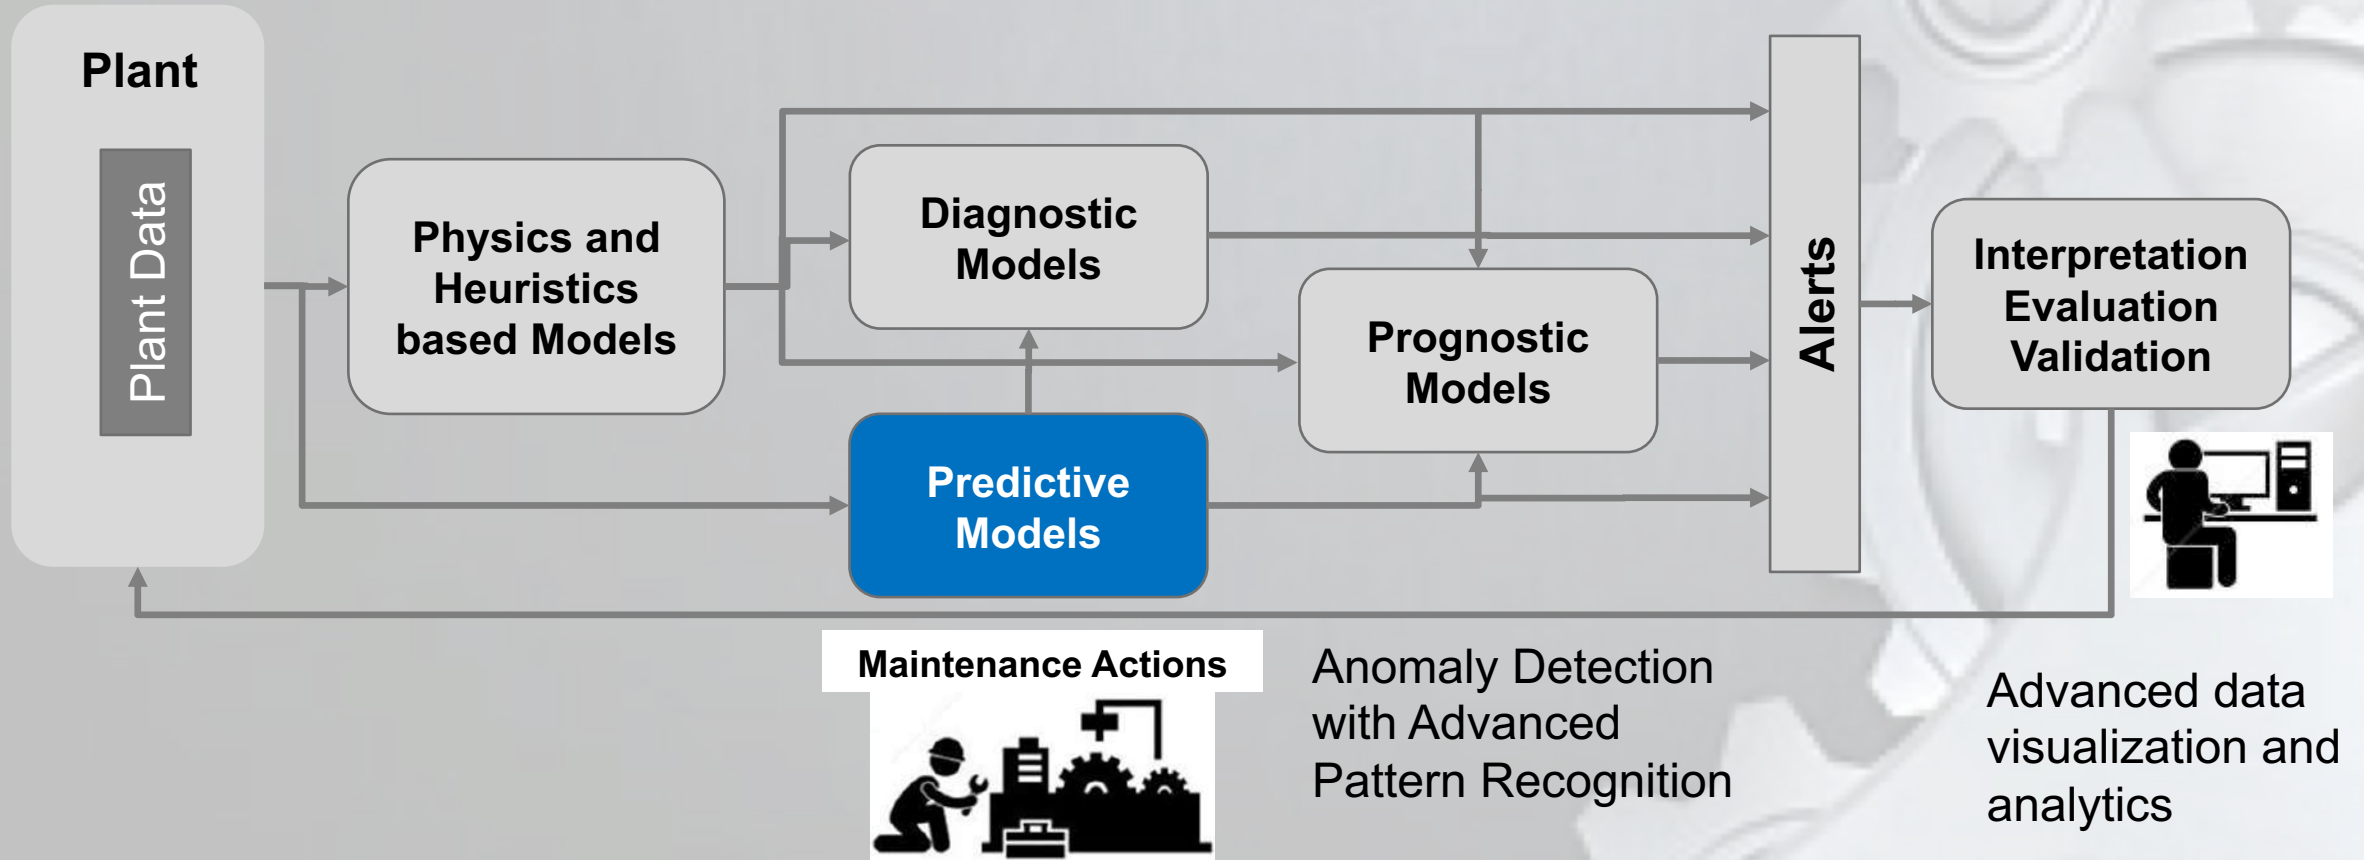 Plant
Plant Data
Physics and
Heuristics
based Models
Diagnostic
Models
Predictive
Models
Prognostic
Models
Alerts
Interpretation
Evaluation
Validation
Maintenance Actions
Anomaly Detection
with Advanced
Pattern Recognition
Advanced data
visualization and
analytics